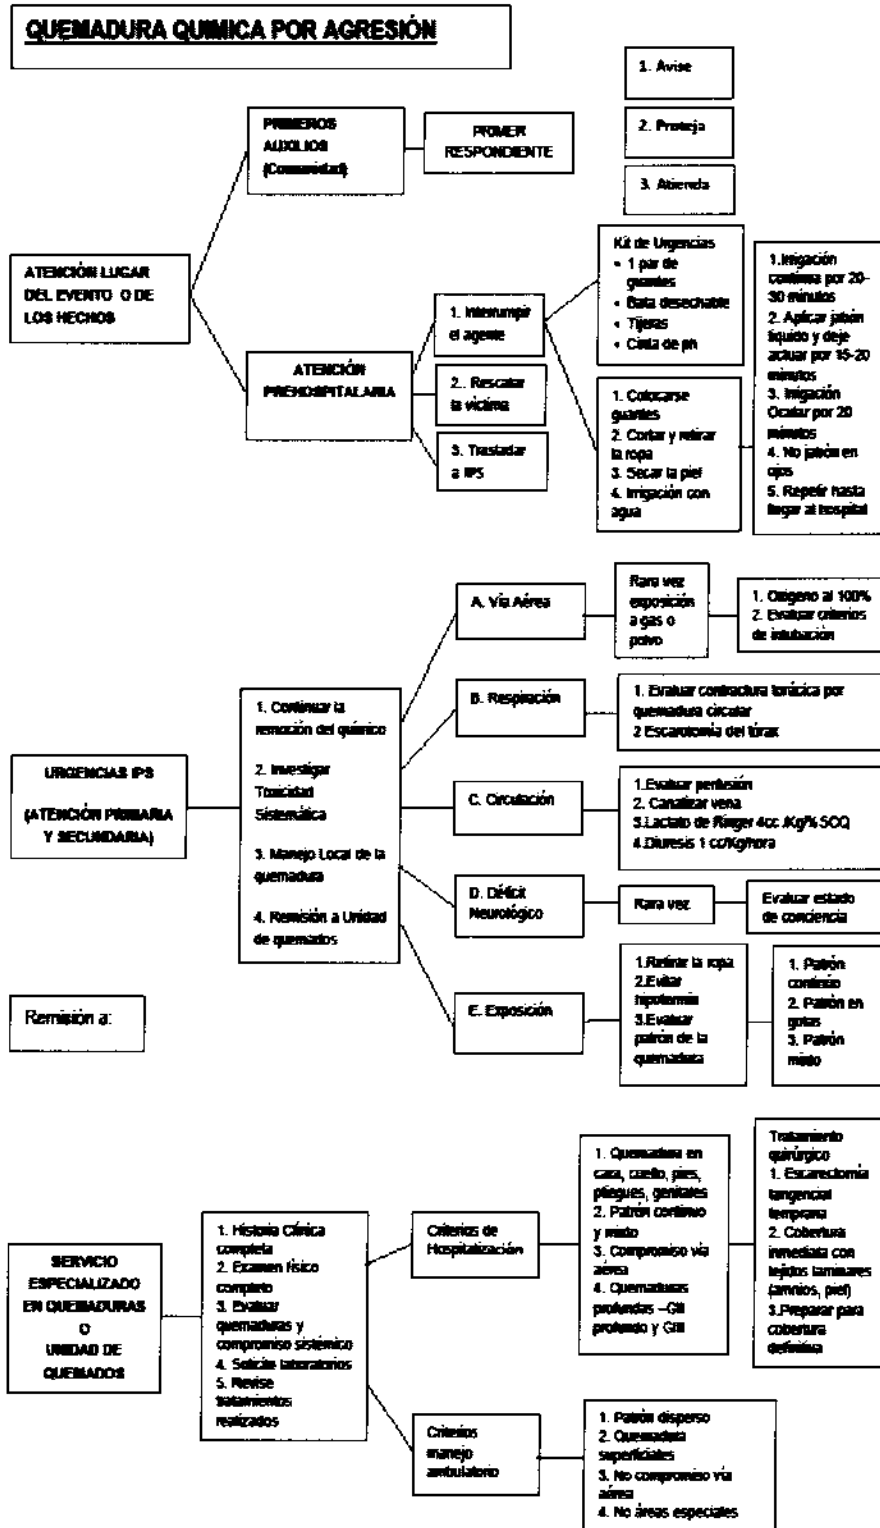 QUEMADURA QUIMICA POR AGRESIÓN
1. Avise
2. Proteja
3. Atienda
PRIMEROS
AUXILIOS
(Comunidad)
PRIMER
RESPONDIENTE
ATENCIÓN LUGAR
DEL EVENTO O DE
LOS HECHOS
ATENCIÓN
PREHOSPITALARIA
1. Interrumpir
el agente
2. Rescatar
la víctima
3. Trasladar
a IPS
Kit de Urgencias
• 1 par de
guantes
• Bata desechable
• Tijeras
• Cinta de ph
1. Colocarse
guantes
2. Cortar y retirar
la ropa
3. Secar la piel
4. Irrigación con
agua
1.Irrigación
continua por 20-
30 minutos
2. Aplicar jabón
líquido y deje
actuar por 15-20
minutos
3. Irrigación
Ocular por 20
minutos
4. No jabón en
ojos
5. Repetir hasta
llegar al hospital
URGENCIAS IPS
(ATENCIÓN PRIMARIA
Y SECUNDARIA)
1. Continuar la
remoción del químico
2. Investigar
Toxicidad
Sistemática
3. Manejo Local de la
quemadura
4. Remisión a Unidad
de quemados
A. Vía Aérea
Rara vez
exposición
a gas o
polvo
1. Oxígeno al 100%
2. Evaluar criterios
de intubación
B. Respiración
1. Evaluar contractura torácica por
quemadura circular
2 Escarotomía del tórax
C. Circulación
1.Evaluar perfusión
2. Canalizar vena
3.Lactato de Ringer 4cc /Kg/% SCQ
4.Diuresis 1 cc/Kg/hora
D. Déficit
Neurológico
Rara vez
Evaluar estado
de conciencia
E. Exposición
1.Retirar la ropa
2.Evitar
hipotermia
3.Evaluar
patrón de la
quemadura
1. Patrón
continuo
2. Patrón en
gotas
3. Patrón
mixto
Remisión a:
SERVICIO
ESPECIALIZADO
EN QUEMADURAS
O
UNIDAD DE
QUEMADOS
1. Historia Clínica
completa
2. Examen físico
completo
3. Evaluar
quemaduras y
compromiso sistémico
4. Solicite laboratorios
5. Revise
tratamientos
realizados
Criterios de
Hospitalización
1. Quemadura en
cara, cuello, pies,
pliegues, genitales
2. Patrón continuo
y mixto
3. Compromiso vía
aérea
4. Quemaduras
profundas –GII
profundo y GIII
Tratamiento
quirúrgico
1. Escarectomía
tangencial
temprana
2. Cobertura
inmediata con
tejidos laminares
(amnios, piel)
3.Preparar para
cobertura
definitiva
Criterios
manejo
ambulatorio
1. Patrón disperso
2. Quemadura
superficiales
3. No compromiso vía
aérea
4. No áreas especiales